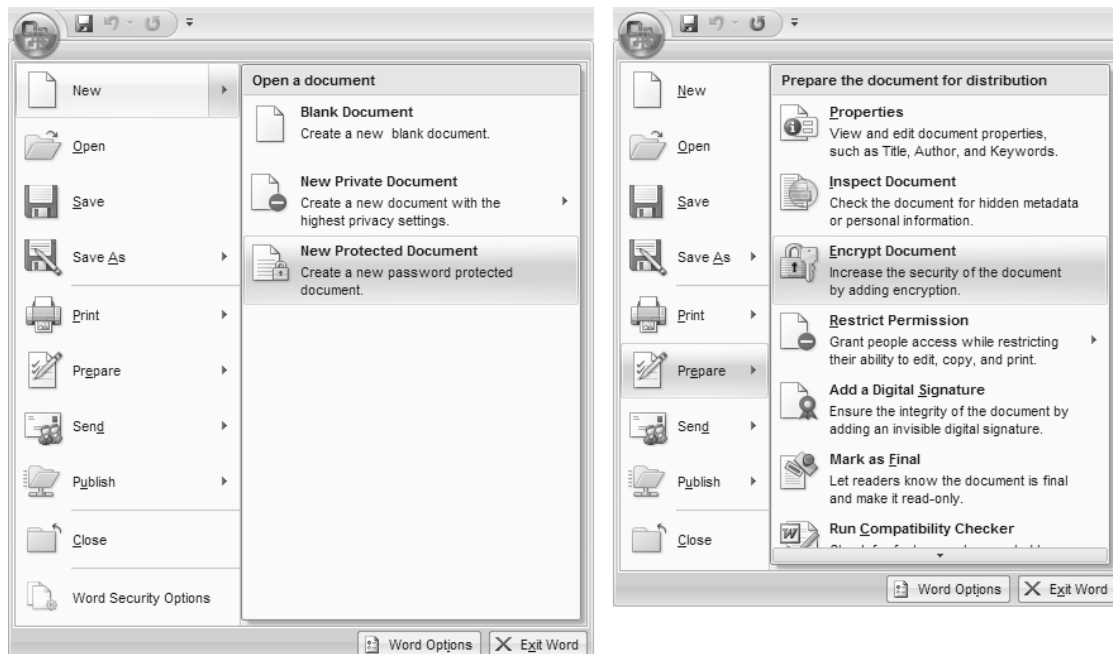 New
Open
Save
Save As
Print
Prepare
Send
Publish
Close
Word Security Options
Open a document
Blank Document
Create a new blank document.
New Private Document
Create a new document with the
highest privacy settings.
New Protected Document
Create a new password protected
document.
Word Options
Exit Word
New
Open
Save
Save As
Print
Prepare
Send
Publish
Close
Prepare the document for distribution
Properties
View and edit document properties,
such as Title, Author, and Keywords.
Inspect Document
Check the document for hidden metadata
or personal information.
Encrypt Document
Increase the security of the document
by adding encryption.
Restrict Permission
Grant people access while restricting
their ability to edit, copy, and print.
Add a Digital Signature
Ensure the integrity of the document by
adding an invisible digital signature.
Mark as Final
Let readers know the document is final
and make it read-only.
Run Compatibility Checker
Word Options
Exit Word